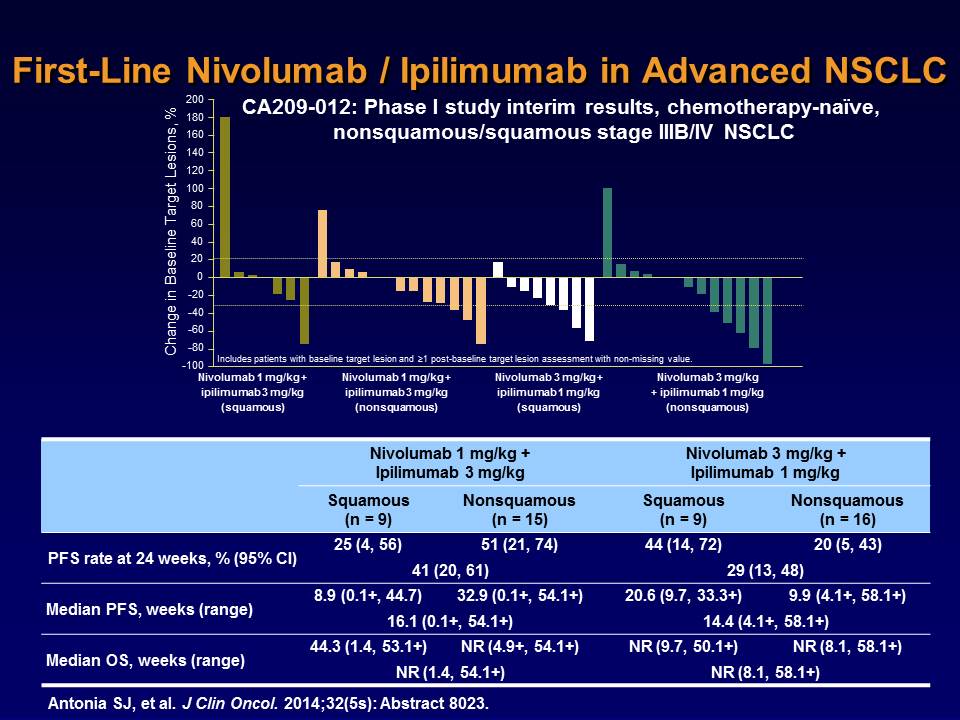 First-Line Nivolumab / Ipilimumab in Advanced NSCLC
CA209-012: Phase I study interim results, chemotherapy-naïve,
nonsquamous/squamous stage IIIB/IV NSCLC
Change in Baseline Target Lesions, %
200
180
160
140
120
100
80
60
40
20
0
-20
-40
-60
-80
-100
Includes patients with baseline target lesion and ≥1 post-baseline target lesion assessment with non-missing value.
Nivolumab 1 mg/kg +
ipilimumab 3 mg/kg
(squamous)
Nivolumab 1 mg/kg +
ipilimumab 3 mg/kg
(nonsquamous)
Nivolumab 3 mg/kg +
ipilimumab 1 mg/kg
(squamous)
Nivolumab 3 mg/kg
+ ipilimumab 1 mg/kg
(nonsquamous)
Nivolumab 1 mg/kg +
Ipilimumab 3 mg/kg
Nivolumab 3 mg/kg +
Ipilimumab 1 mg/kg
Squamous
(n = 9)
Nonsquamous
(n = 15)
Squamous
(n = 9)
Nonsquamous
(n = 16)
PFS rate at 24 weeks, % (95% CI)
25 (4, 56) 51 (21, 74) 44 (14, 72) 20 (5, 43)
41 (20, 61) 29 (13, 48)
Median PFS, weeks (range)
8.9 (0.1+, 44.7) 32.9 (0.1+, 54.1+) 20.6 (9.7, 33.3+) 9.9 (4.1+, 58.1+)
16.1 (0.1+, 54.1+) 14.4 (4.1+, 58.1+)
Median OS, weeks (range)
44.3 (1.4, 53.1+) NR (4.9+, 54.1+) NR (9.7, 50.1+) NR (8.1, 58.1+)
NR (1.4, 54.1+) NR (8.1, 58.1+)
Antonia SJ, et al. J Clin Oncol. 2014;32(5s): Abstract 8023.